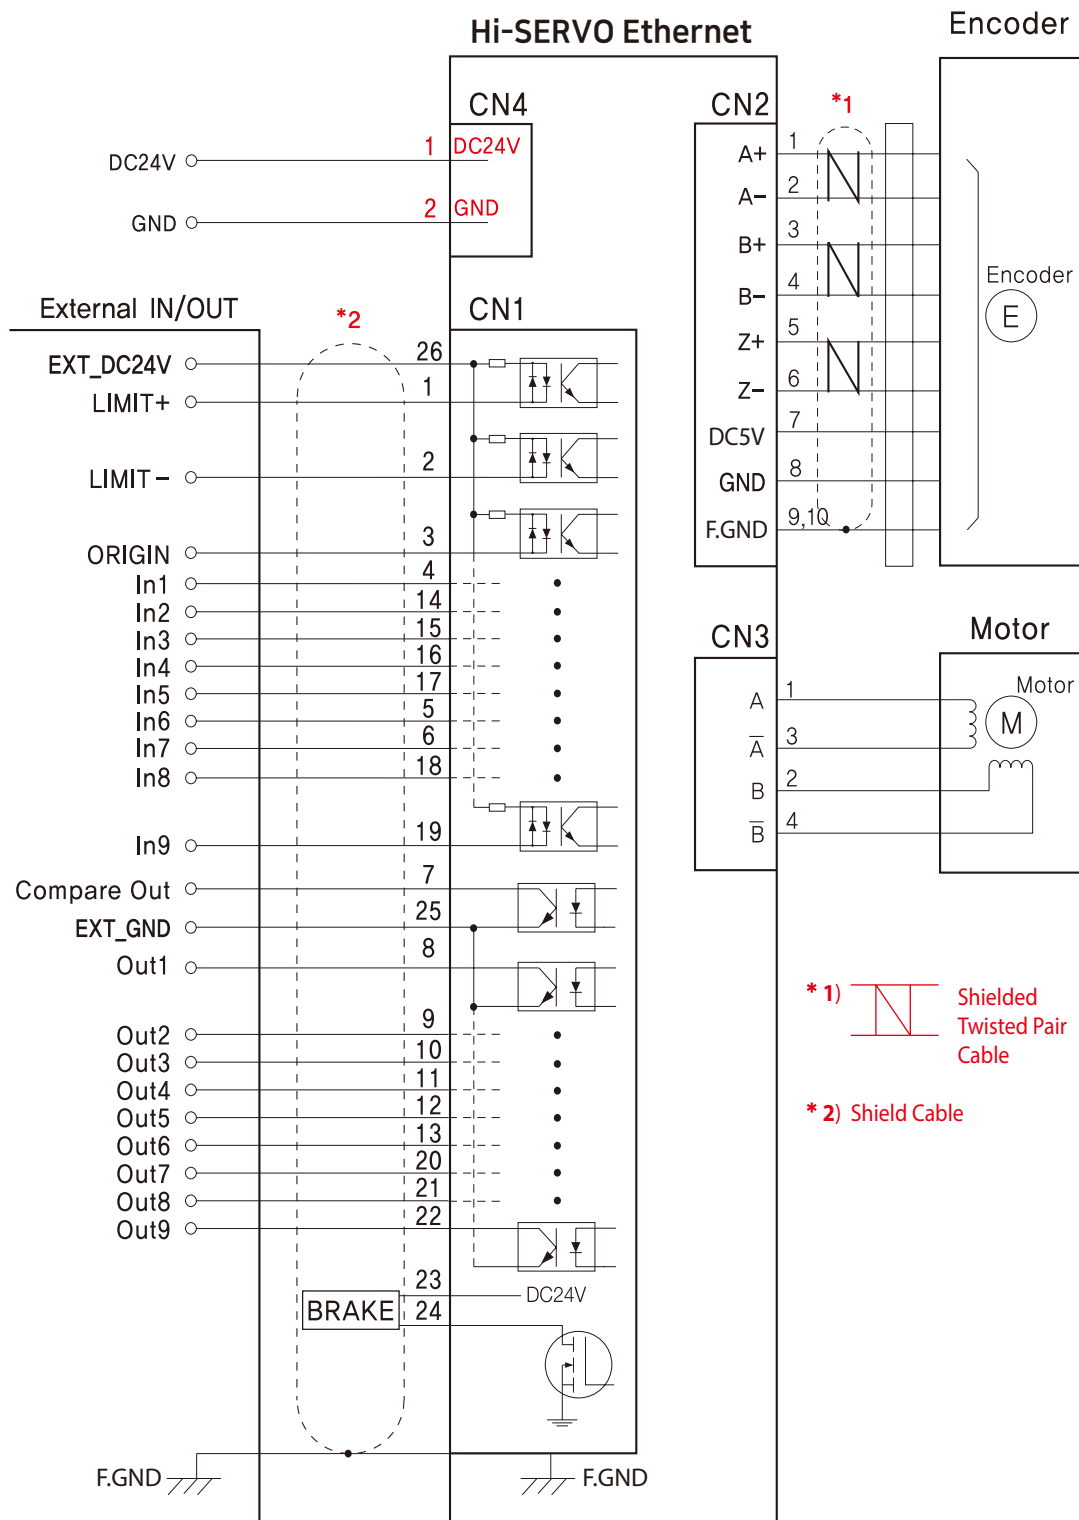 Hi-SERVO Ethernet
Encoder
CN4
1 DC24V
DC24V
2 GND
GND
CN2
*1
A+ 1
A- 2
B+ 3
B- 4
Z+ 5
Z- 6
DC5V 7
GND 8
F.GND 9,10
Encoder
E
External IN/OUT
*2
CN1
EXT_DC24V 26
LIMIT+ 1
LIMIT- 2
ORIGIN 3
In1 4
In2 14
In3 15
In4 16
In5 17
In6 5
In7 6
In8 18
In9 19
Compare Out 7
EXT_GND 25
Out1 8
Out2 9
Out3 10
Out4 11
Out5 12
Out6 13
Out7 20
Out8 21
Out9 22
23 DC24V
BRAKE 24
F.GND
F.GND
CN3
Motor
A 1
A̅ 3
B 2
B̅ 4
Motor
M
* 1) Shielded
Twisted Pair
Cable
* 2) Shield Cable